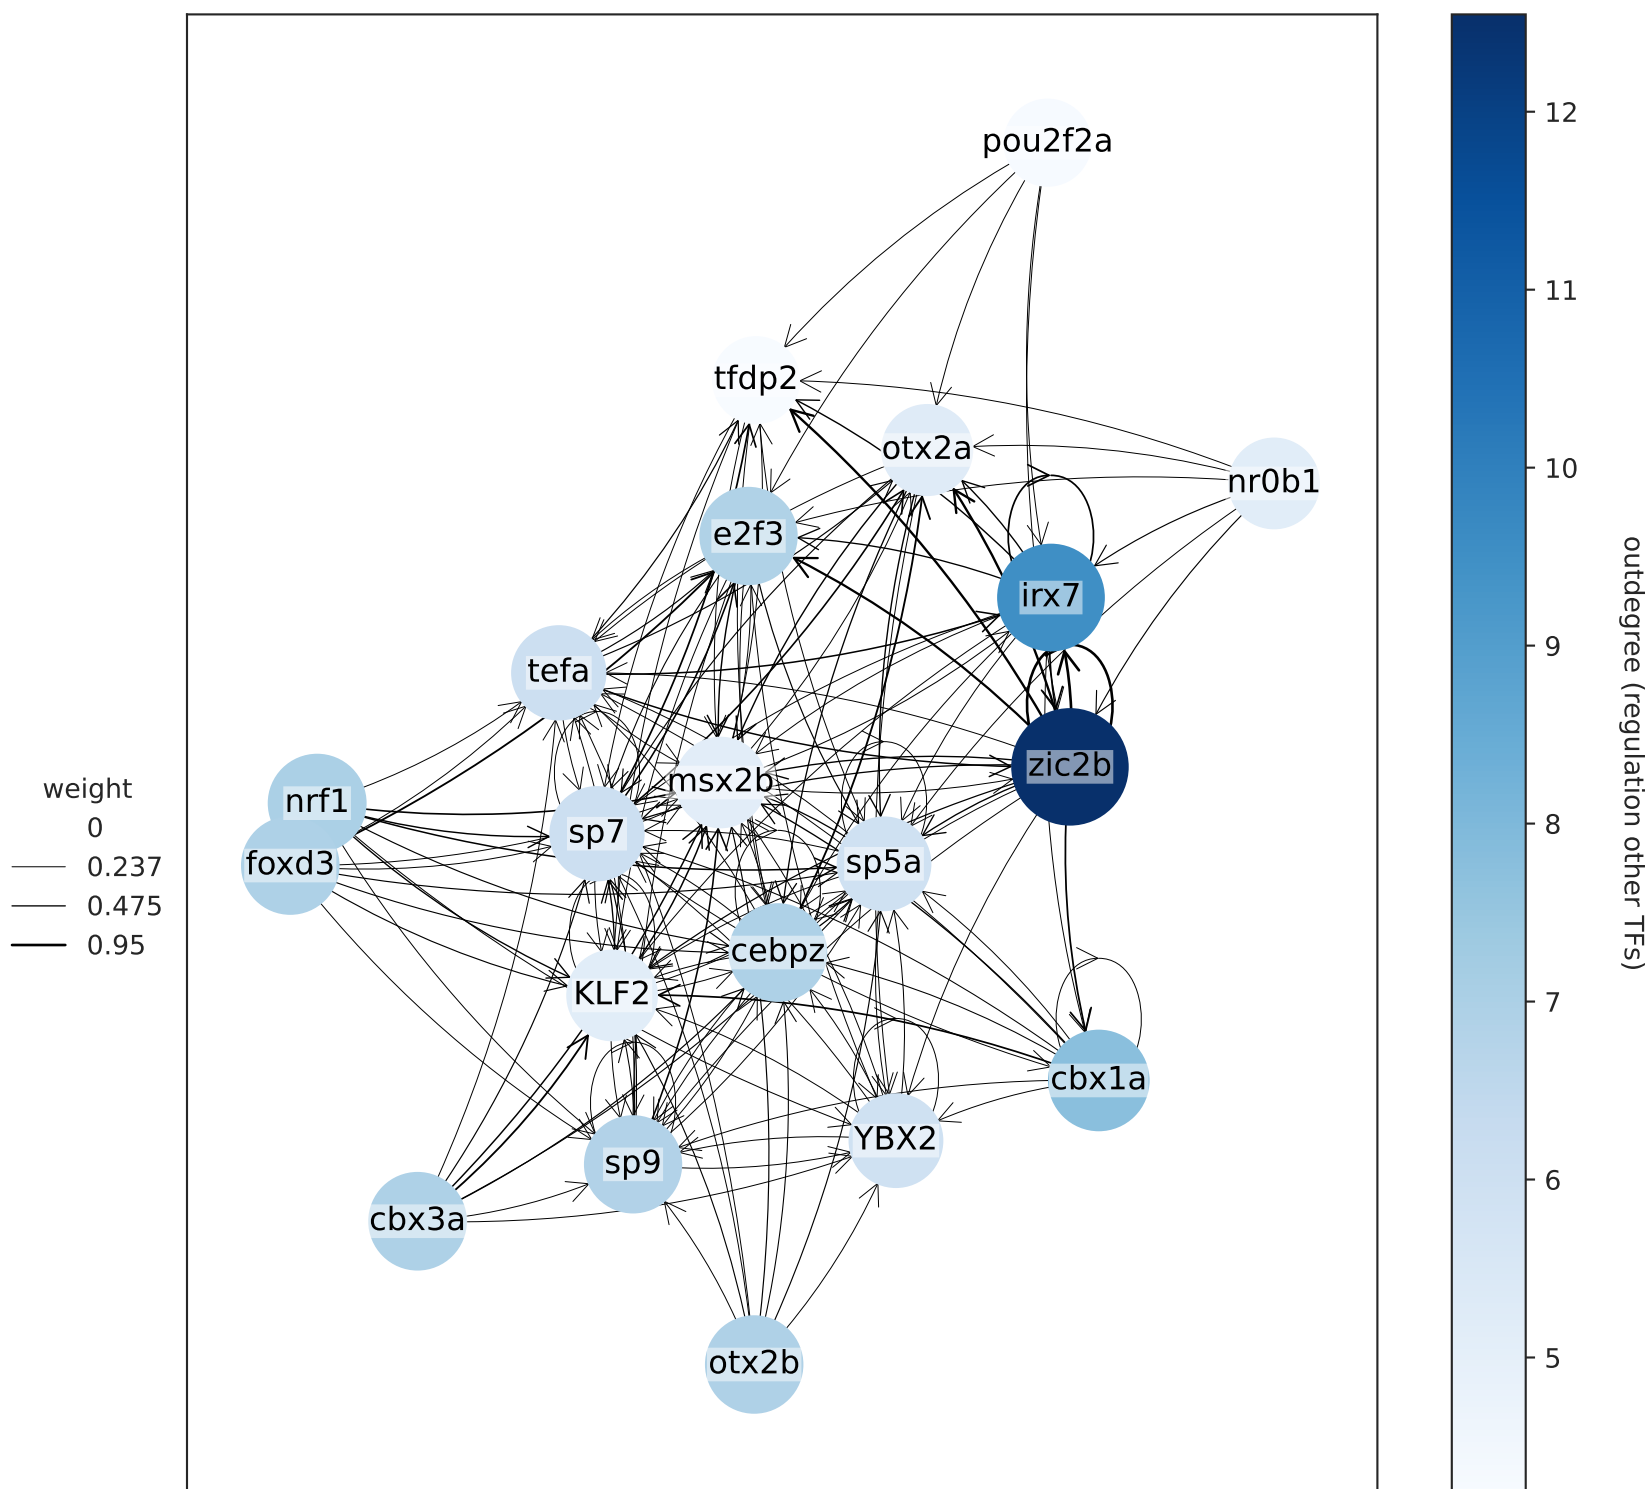 pou2f2a
tfdp2
otx2a
nr0b1
e2f3
irx7
tefa
zic2b
msx2b
nrf1
sp7
foxd3
sp5a
cebpz
KLF2
cbx1a
YBX2
sp9
cbx3a
otx2b
weight
0
0.237
0.475
0.95
12
11
10
9
8
7
6
5
outdegree (regulation other TFs)